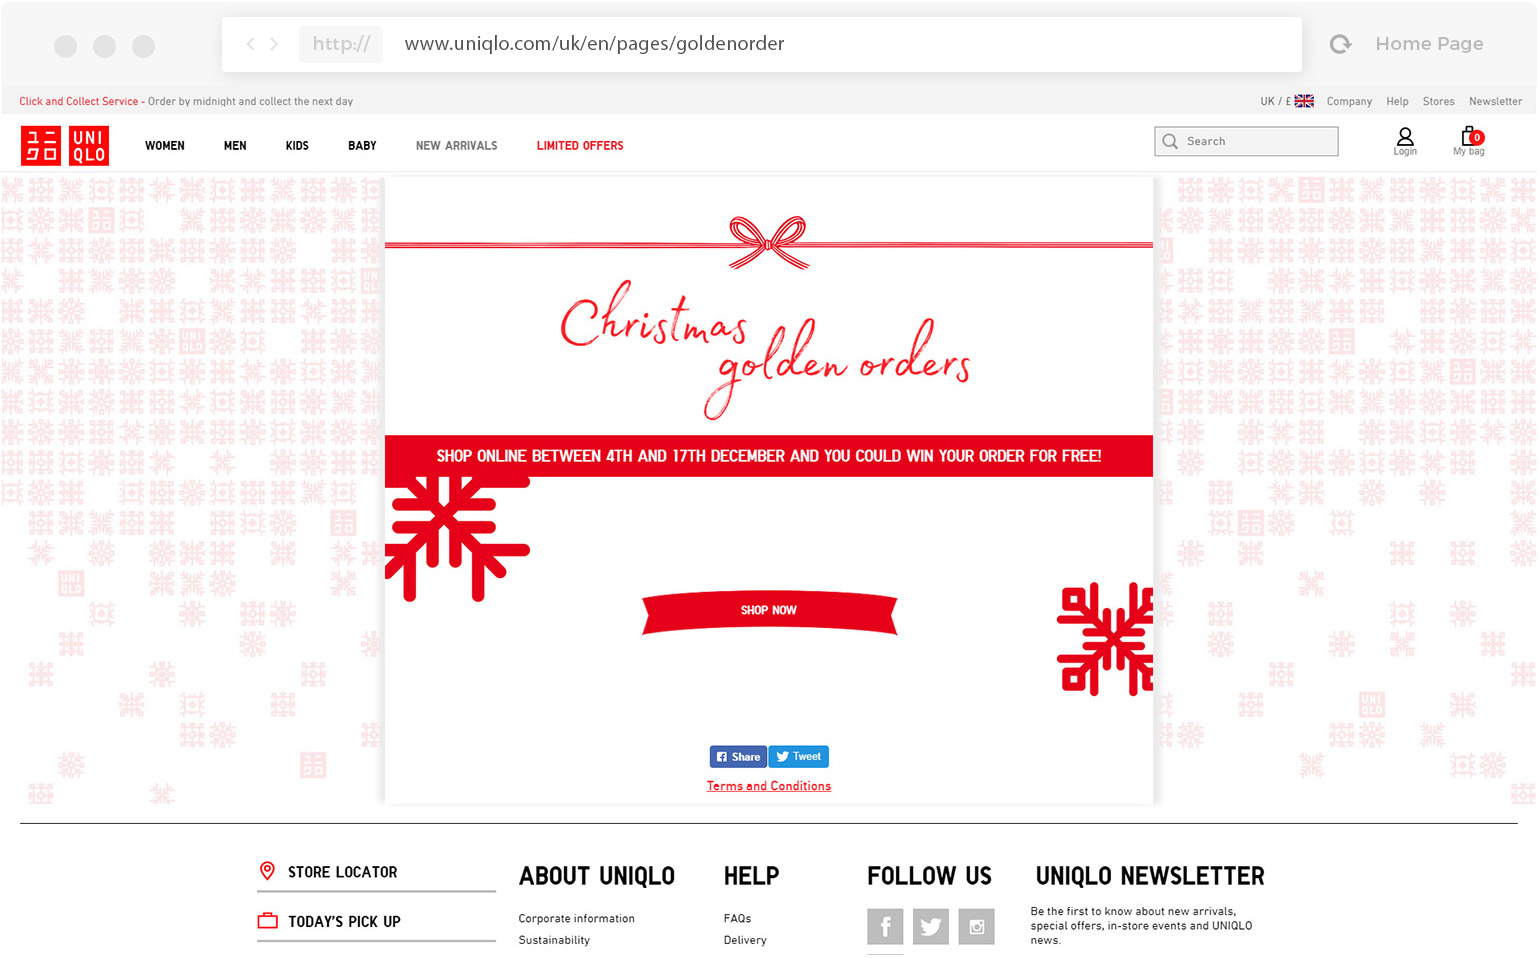 http://
www.uniqlo.com/uk/en/pages/goldenorder
Home Page
Click and Collect Service - Order by midnight and collect the next day
UK / £
Company
Help
Stores
Newsletter
ユニクロ
UNIQLO
WOMEN
MEN
KIDS
BABY
NEW ARRIVALS
LIMITED OFFERS
Search
Login
0
My bag
Christmas
golden orders
SHOP ONLINE BETWEEN 4TH AND 17TH DECEMBER AND YOU COULD WIN YOUR ORDER FOR FREE!
SHOP NOW
Share
Tweet
Terms and Conditions
STORE LOCATOR
TODAY'S PICK UP
ABOUT UNIQLO
Corporate information
Sustainability
HELP
FAQs
Delivery
FOLLOW US
UNIQLO NEWSLETTER
Be the first to know about new arrivals,
special offers, in-store events and UNIQLO
news.